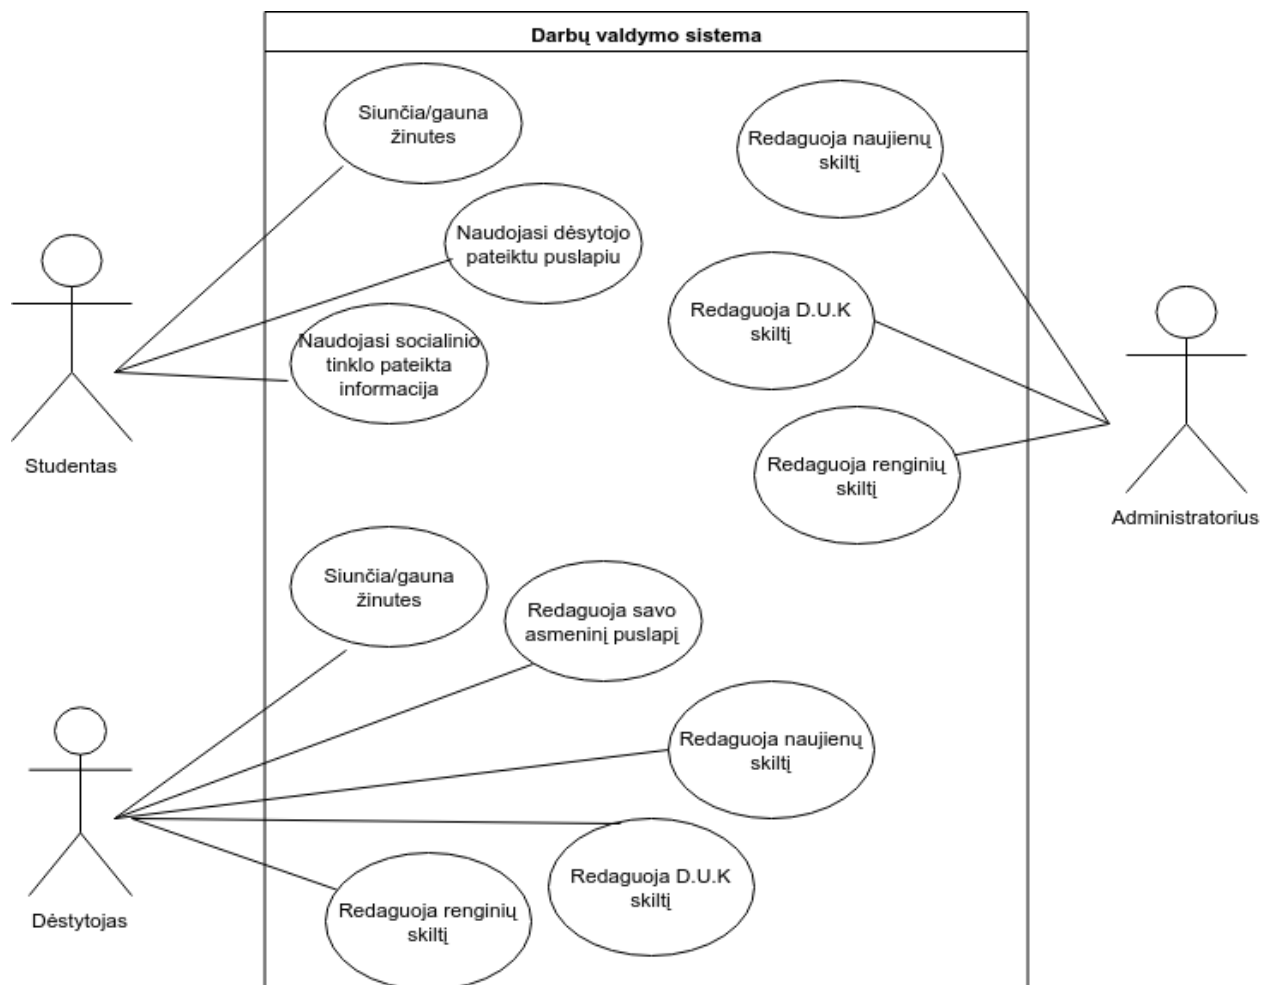 Darbų valdymo sistema
Siunčia/gauna
žinutes
Redaguoja naujienų
skiltį
Naudojasi dėsytojo
pateiktu puslapiu
Redaguoja D.U.K
skiltį
Naudojasi socialinio
tinklo pateikta
informacija
Studentas
Redaguoja renginių
skiltį
Administratorius
Siunčia/gauna
žinutes
Redaguoja savo
asmeninį puslapį
Redaguoja naujienų
skiltį
Redaguoja D.U.K
skiltį
Redaguoja renginių
skiltį
Dėstytojas